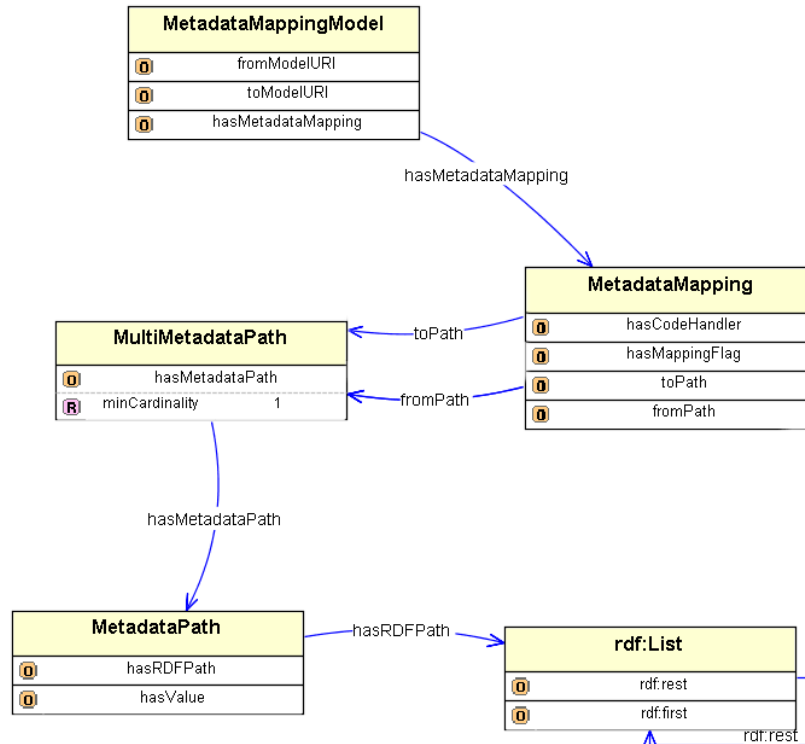 MetadataMappingModel
O fromModelURI
O toModelURI
O hasMetadataMapping
hasMetadataMapping
MetadataMapping
O hasCodeHandler
O hasMappingFlag
O toPath
O fromPath
toPath
fromPath
MultiMetadataPath
O hasMetadataPath
R minCardinality 1
hasMetadataPath
MetadataPath
O hasRDFPath
O hasValue
hasRDFPath
rdf:List
O rdf:rest
O rdf:first
rdf:rest